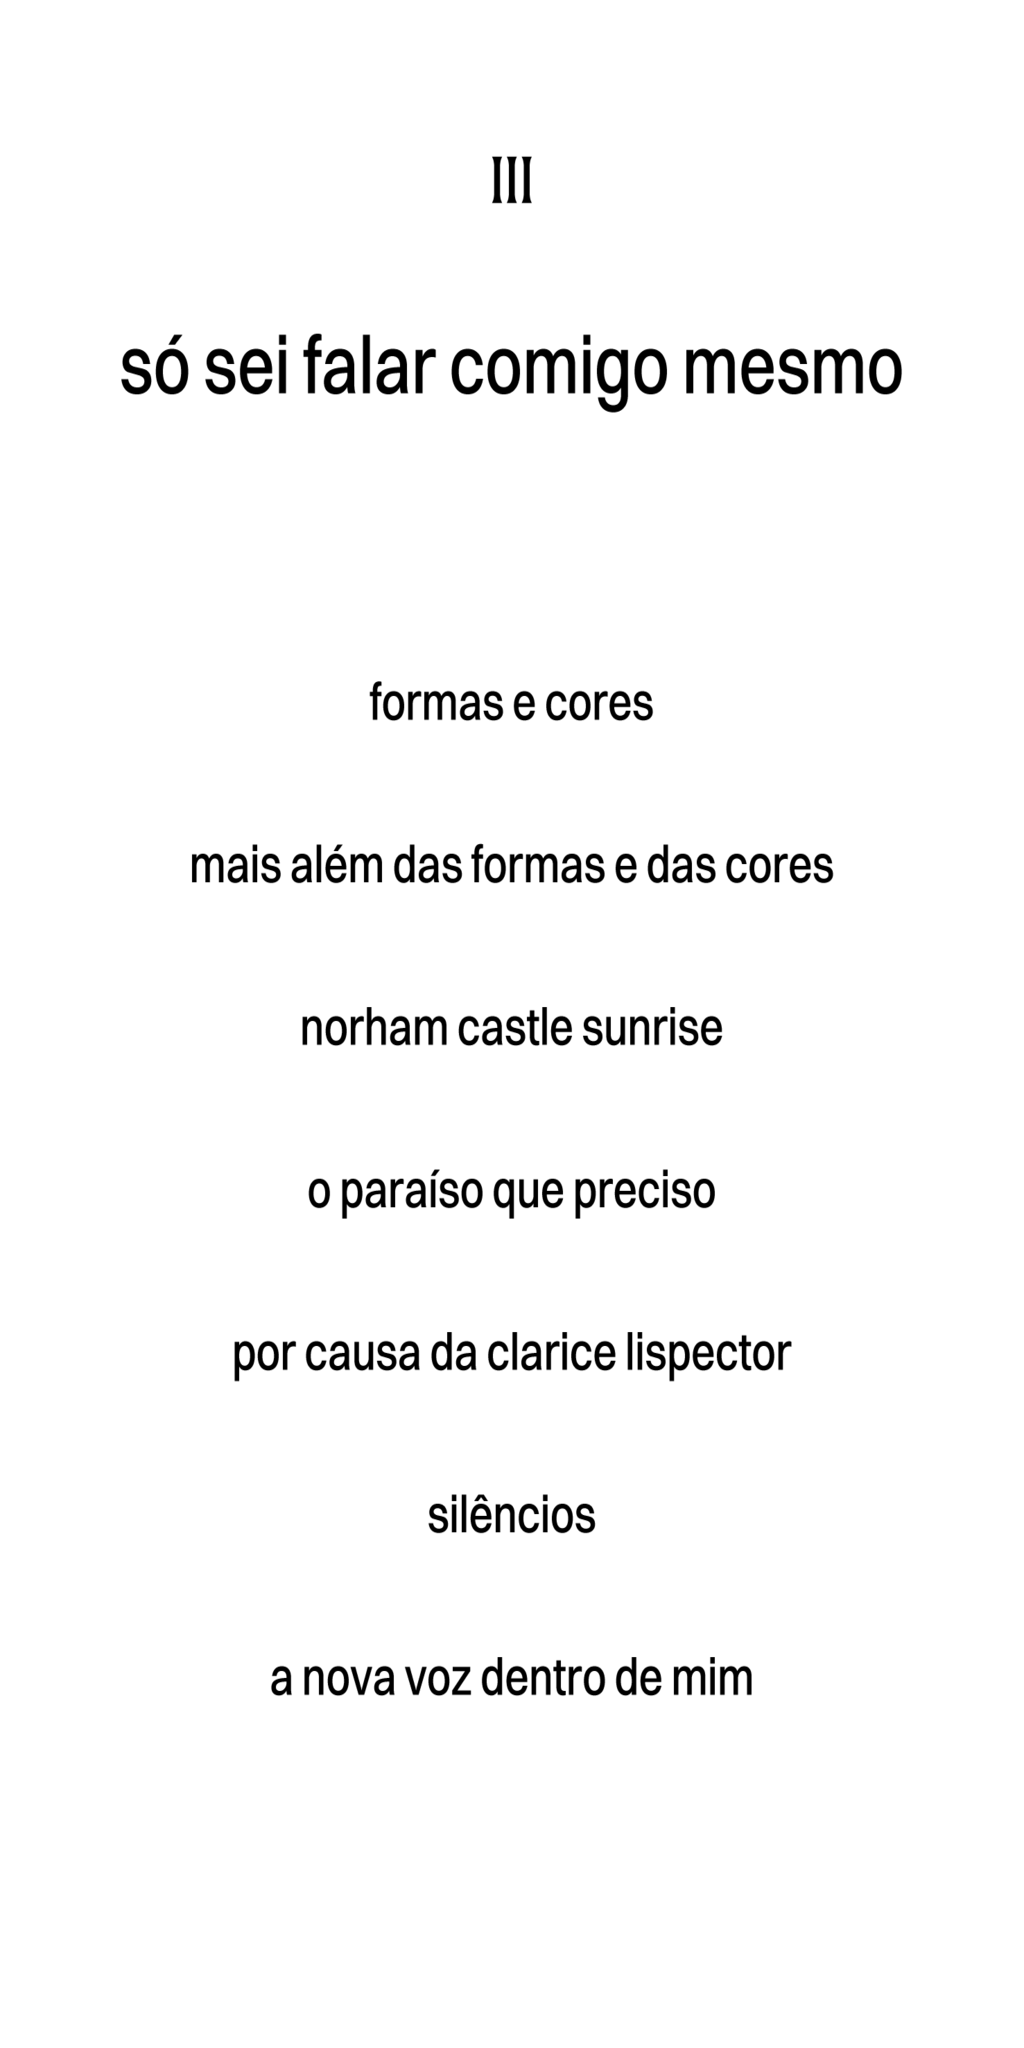 III
só sei falar comigo mesmo
formas e cores
mais além das formas e das cores
norham castle sunrise
o paraíso que preciso
por causa da clarice lispector
silêncios
a nova voz dentro de mim